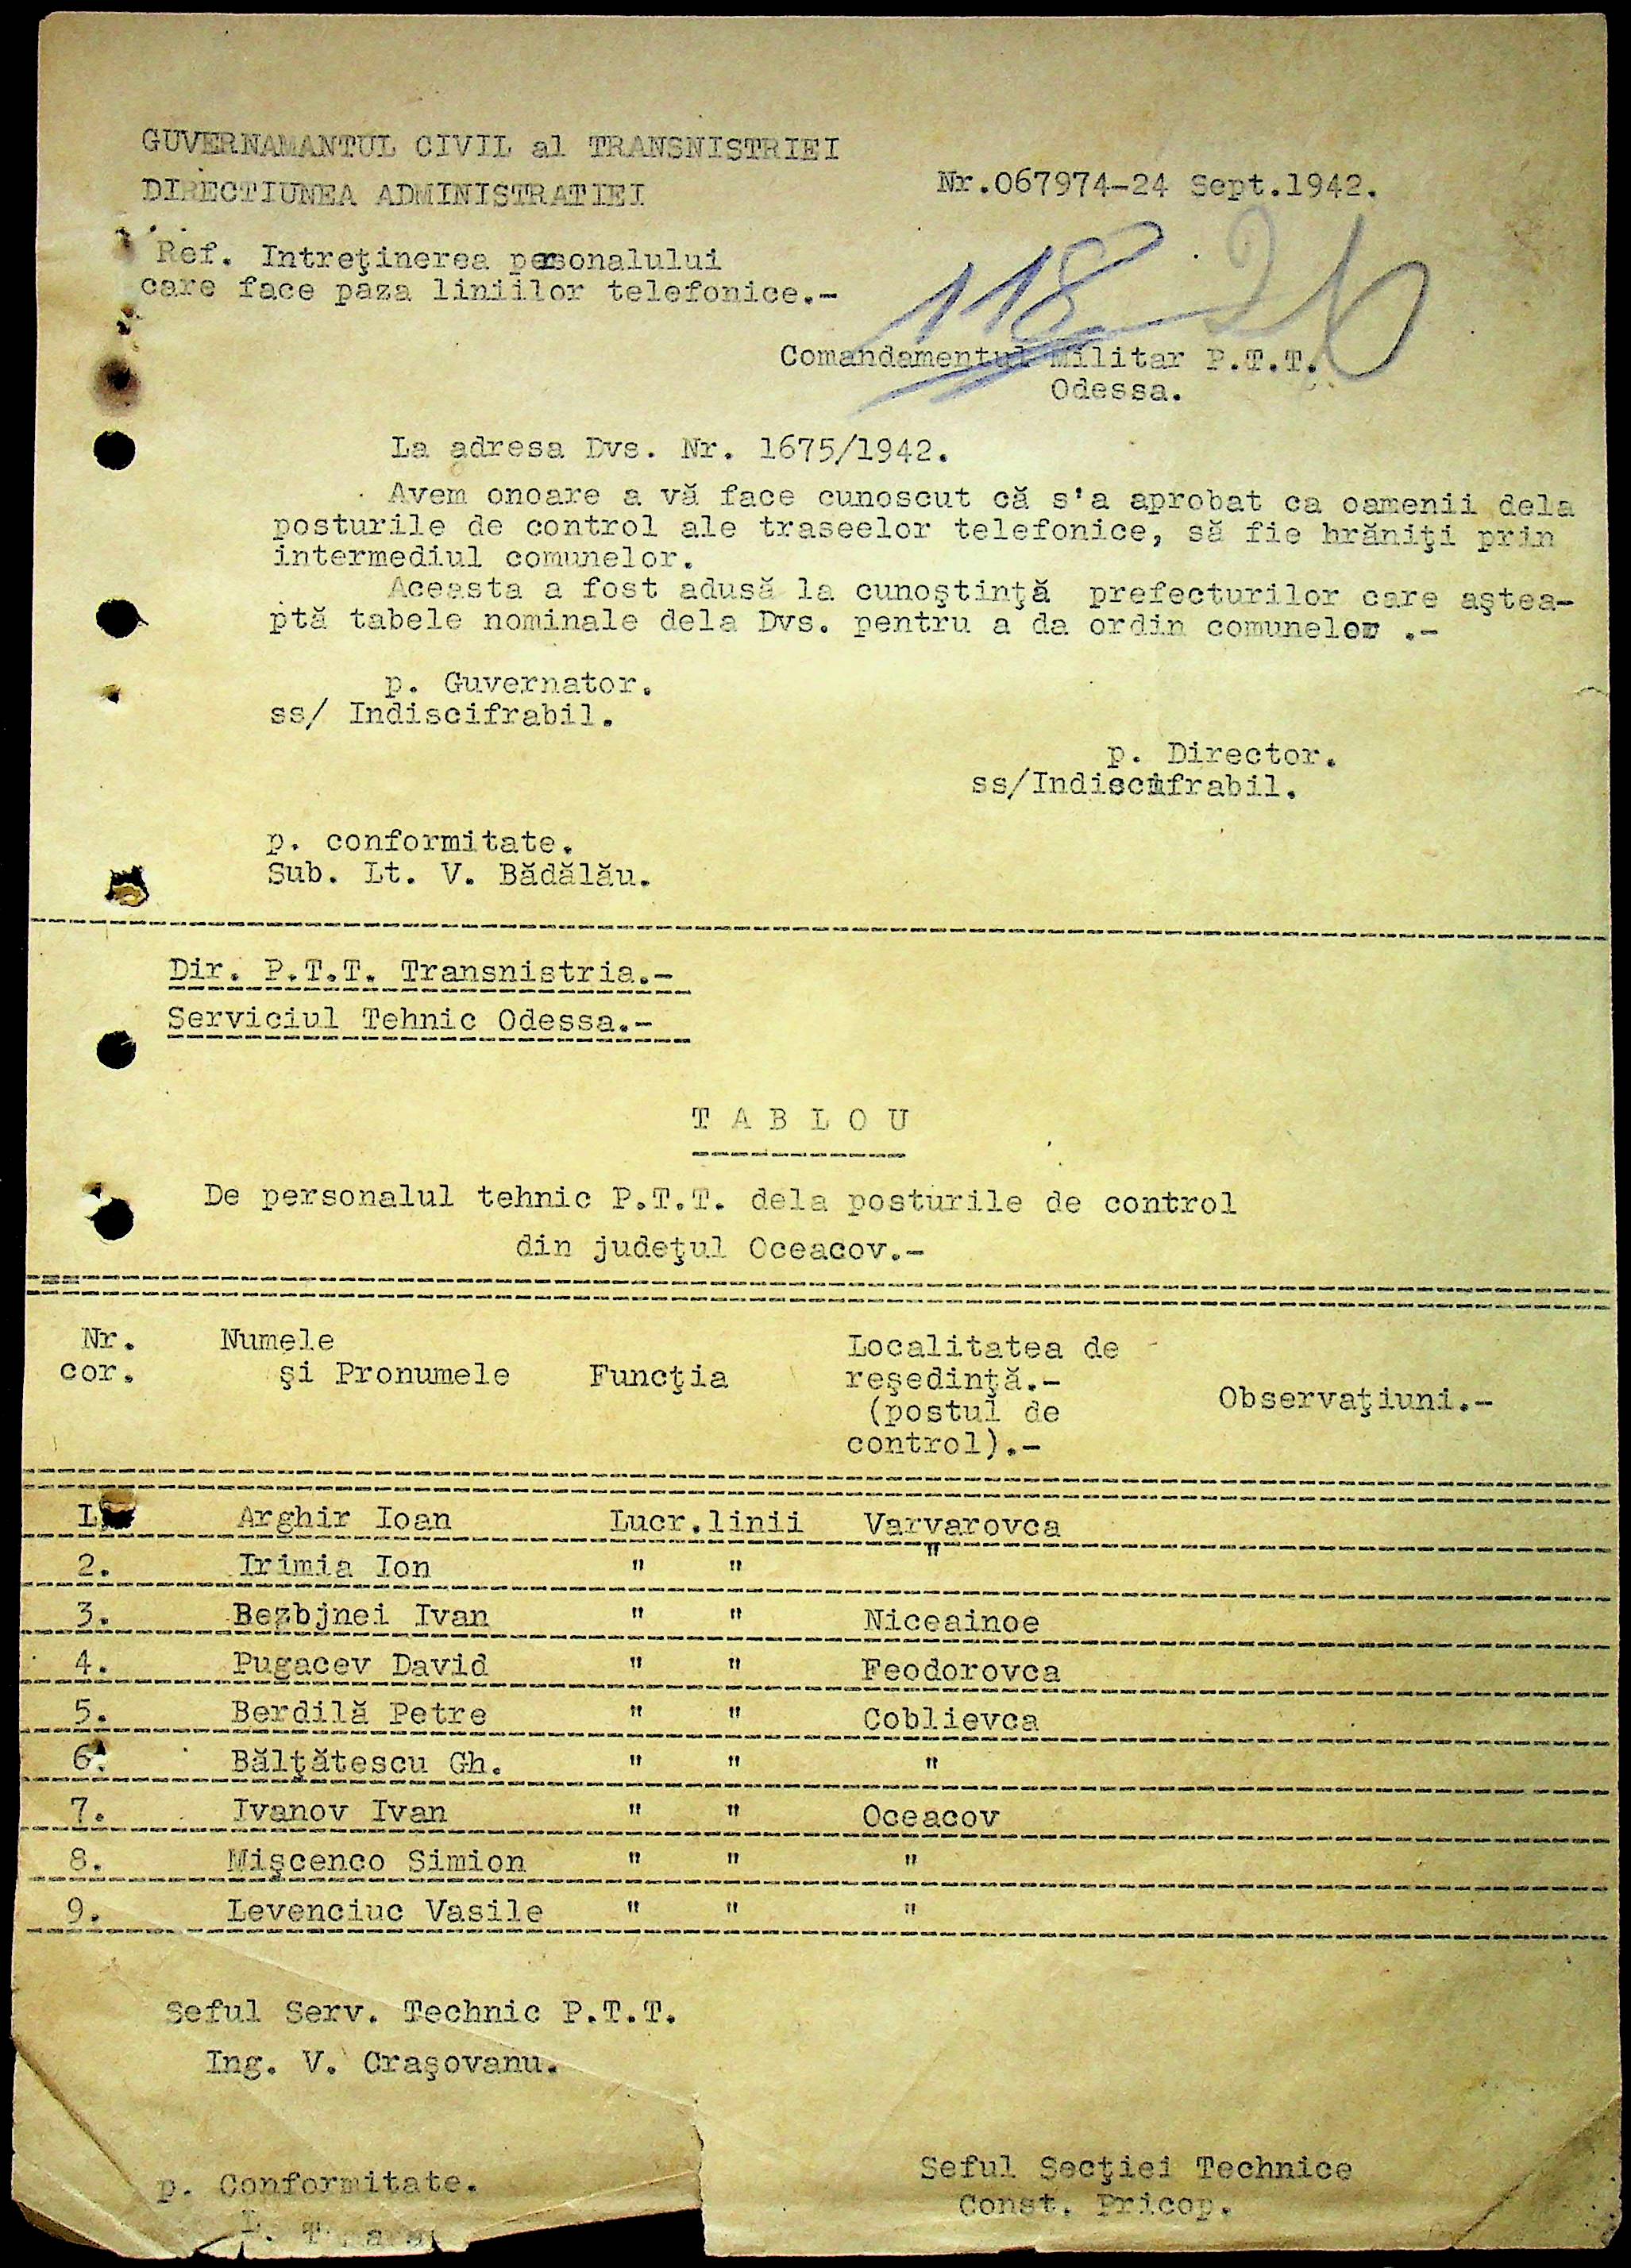 GUVERNAMANTUL CIVIL al TRANSNISTRIEI
DIRECTIUNEA ADMINISTRATIEI
Nr.067974-24 Sept.1942.
Ref. Intreţinerea personalului
care face paza liniilor telefonice.-
118
Comandamentul Militar P.T.T.
Odessa.
La adresa Dvs. Nr. 1675/1942.
Avem onoare a vă face cunoscut că s'a aprobat ca oamenii dela
posturile de control ale traseelor telefonice, să fie hrăniţi prin
intermediul comunelor.
Aceasta a fost adusă la cunoştinţă prefecturilor care aştea-
ptă tabele nominale dela Dvs. pentru a da ordin comunelor .-
p. Guvernator.
ss/ Indiscifrabil.
p. Director.
ss/Indiscifrabil.
p. conformitate.
Sub. Lt. V. Bădălău.
Dir. P.T.T. Transnistria.-
Serviciul Tehnic Odessa.-
T A B L O U
De personalul tehnic P.T.T. dela posturile de control
din judeţul Oceacov.-
Nr. Numele Localitatea de
cor. şi Pronumele Funcţia reşedinţă.- Observaţiuni.-
(postul de
control).-
Arghir Ioan Lucr.linii Varvarovca
2. Irimia Ion " " "
3. Bezbjnei Ivan " " Niceainoe
4. Pugacev David " " Feodorovca
5. Berdilă Petre " " Coblievca
6. Bălţătescu Gh. " " "
7. Ivanov Ivan " " Oceacov
8. Mişcenco Simion " " "
9. Levenciuc Vasile " " "
Seful Serv. Technic P.T.T.
Ing. V. Craşovanu.
Seful Secţiei Technice
Const. Pricop.
p. Conformitate.